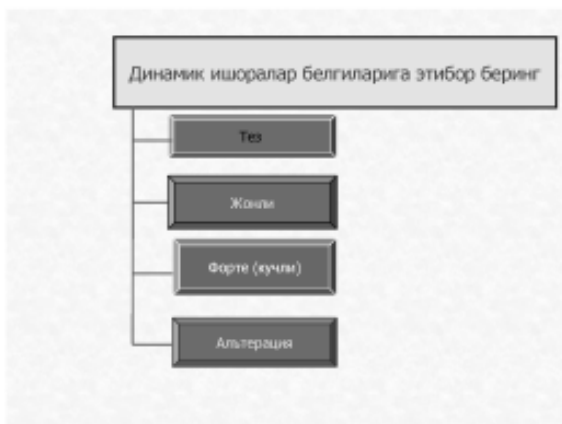 Динамик ишоралар белгиларига этибор беринг
Тез
Жонли
Форте (кучли)
Альтерация